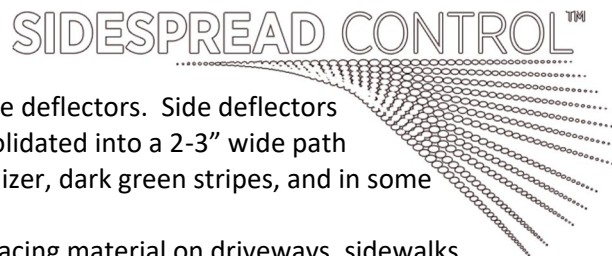 SIDESPREAD CONTROL™
e deflectors.  Side deflectors
olidated into a 2-3” wide path
izer, dark green stripes, and in some
acing material on driveways, sidewalks